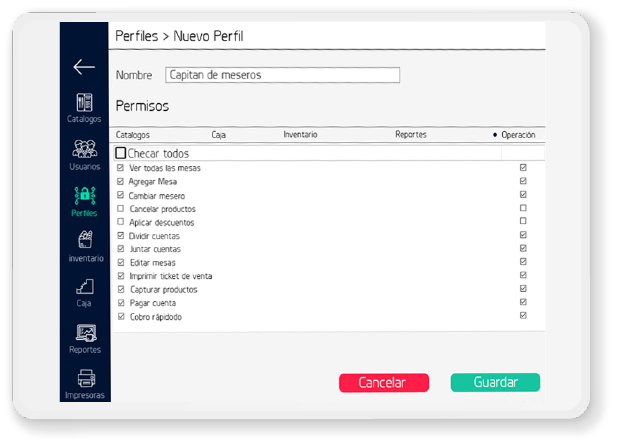 Perfiles > Nuevo Perfil
Nombre Capitan de meseros
Permisos
Catalogos Caja Inventario Reportes • Operación
Checar todos
Ver todas las mesas
Agregar Mesa
Cambiar mesero
Cancelar productos
Aplicar descuentos
Dividir cuentas
Juntar cuentas
Editar mesas
Imprimir ticket de venta
Capturar productos
Pagar cuenta
Cobro rápidodo
Cancelar Guardar
Catalogos
Usuarios
Perfiles
inventario
Caja
Reportes
Impresoras